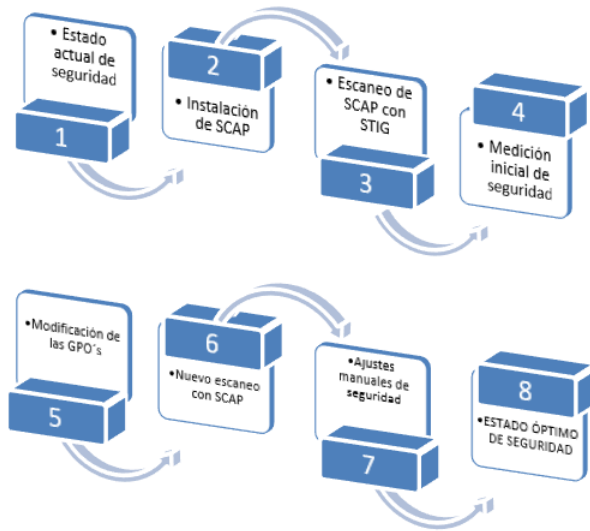 • Estado
actual de
seguridad
1
2
• Instalación
de SCAP
• Escaneo de
SCAP con
STIG
3
4
• Medición
inicial de
seguridad
•Modificación de
las GPO´s
5
6
•Nuevo escaneo
con SCAP
•Ajustes
manuales de
seguridad
7
8
•ESTADO ÓPTIMO
DE SEGURIDAD